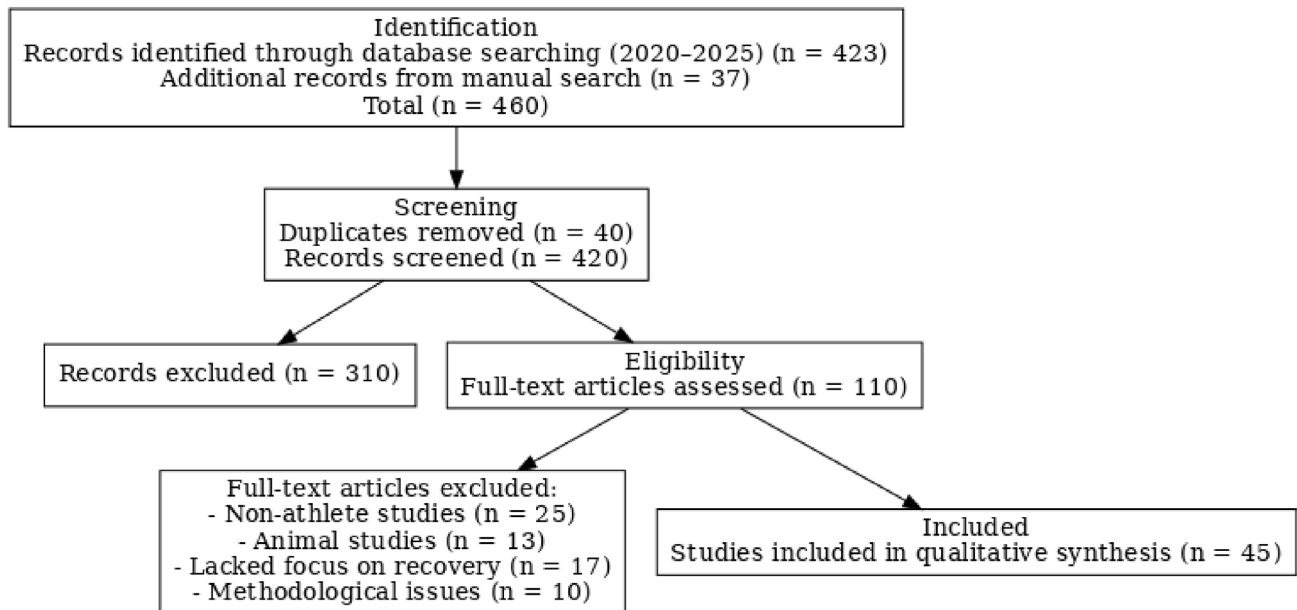 Identification
Records identified through database searching (2020–2025) (n = 423)
Additional records from manual search (n = 37)
Total (n = 460)
Screening
Duplicates removed (n = 40)
Records screened (n = 420)
Records excluded (n = 310)
Eligibility
Full-text articles assessed (n = 110)
Full-text articles excluded:
- Non-athlete studies (n = 25)
- Animal studies (n = 13)
- Lacked focus on recovery (n = 17)
- Methodological issues (n = 10)
Included
Studies included in qualitative synthesis (n = 45)